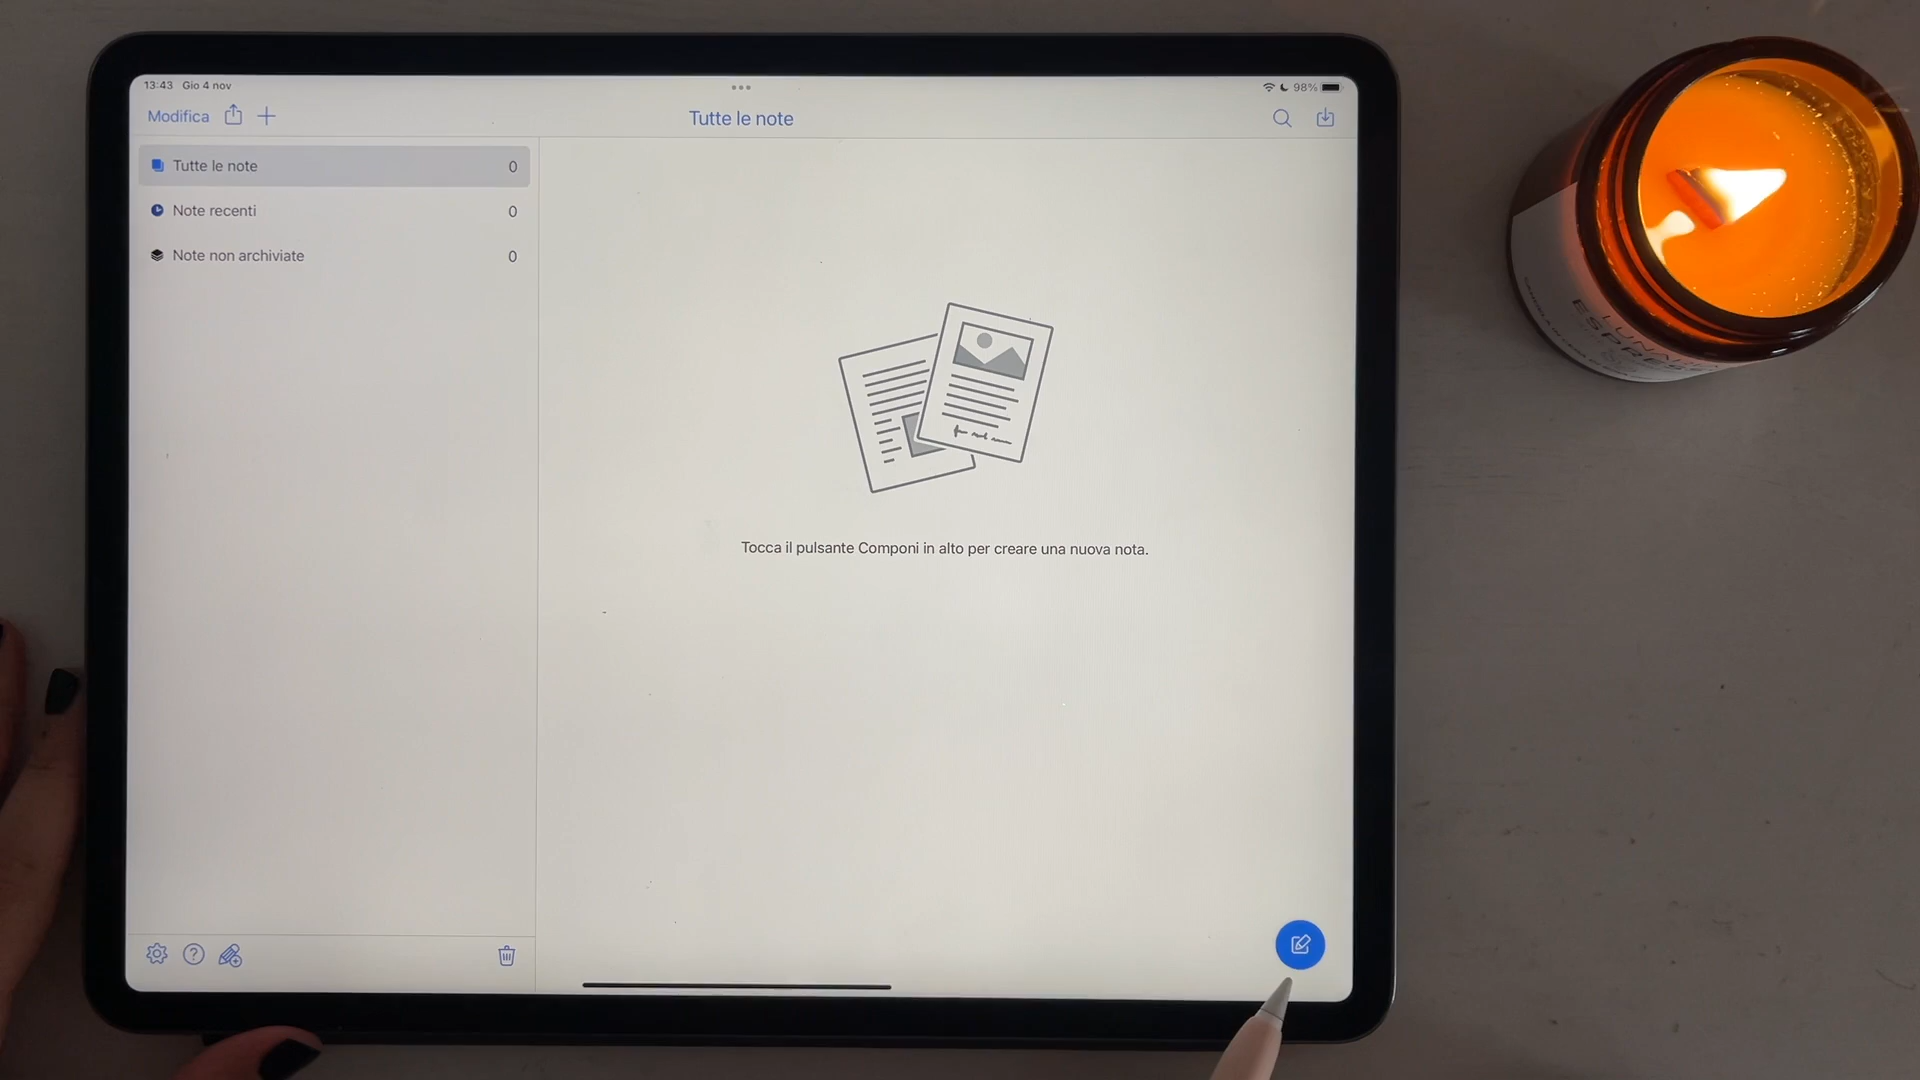 13:43 Gio 4 nov
98%
Modifica
Tutte le note
Tutte le note 0
Note recenti 0
Note non archiviate 0
Tocca il pulsante Componi in alto per creare una nuova nota.